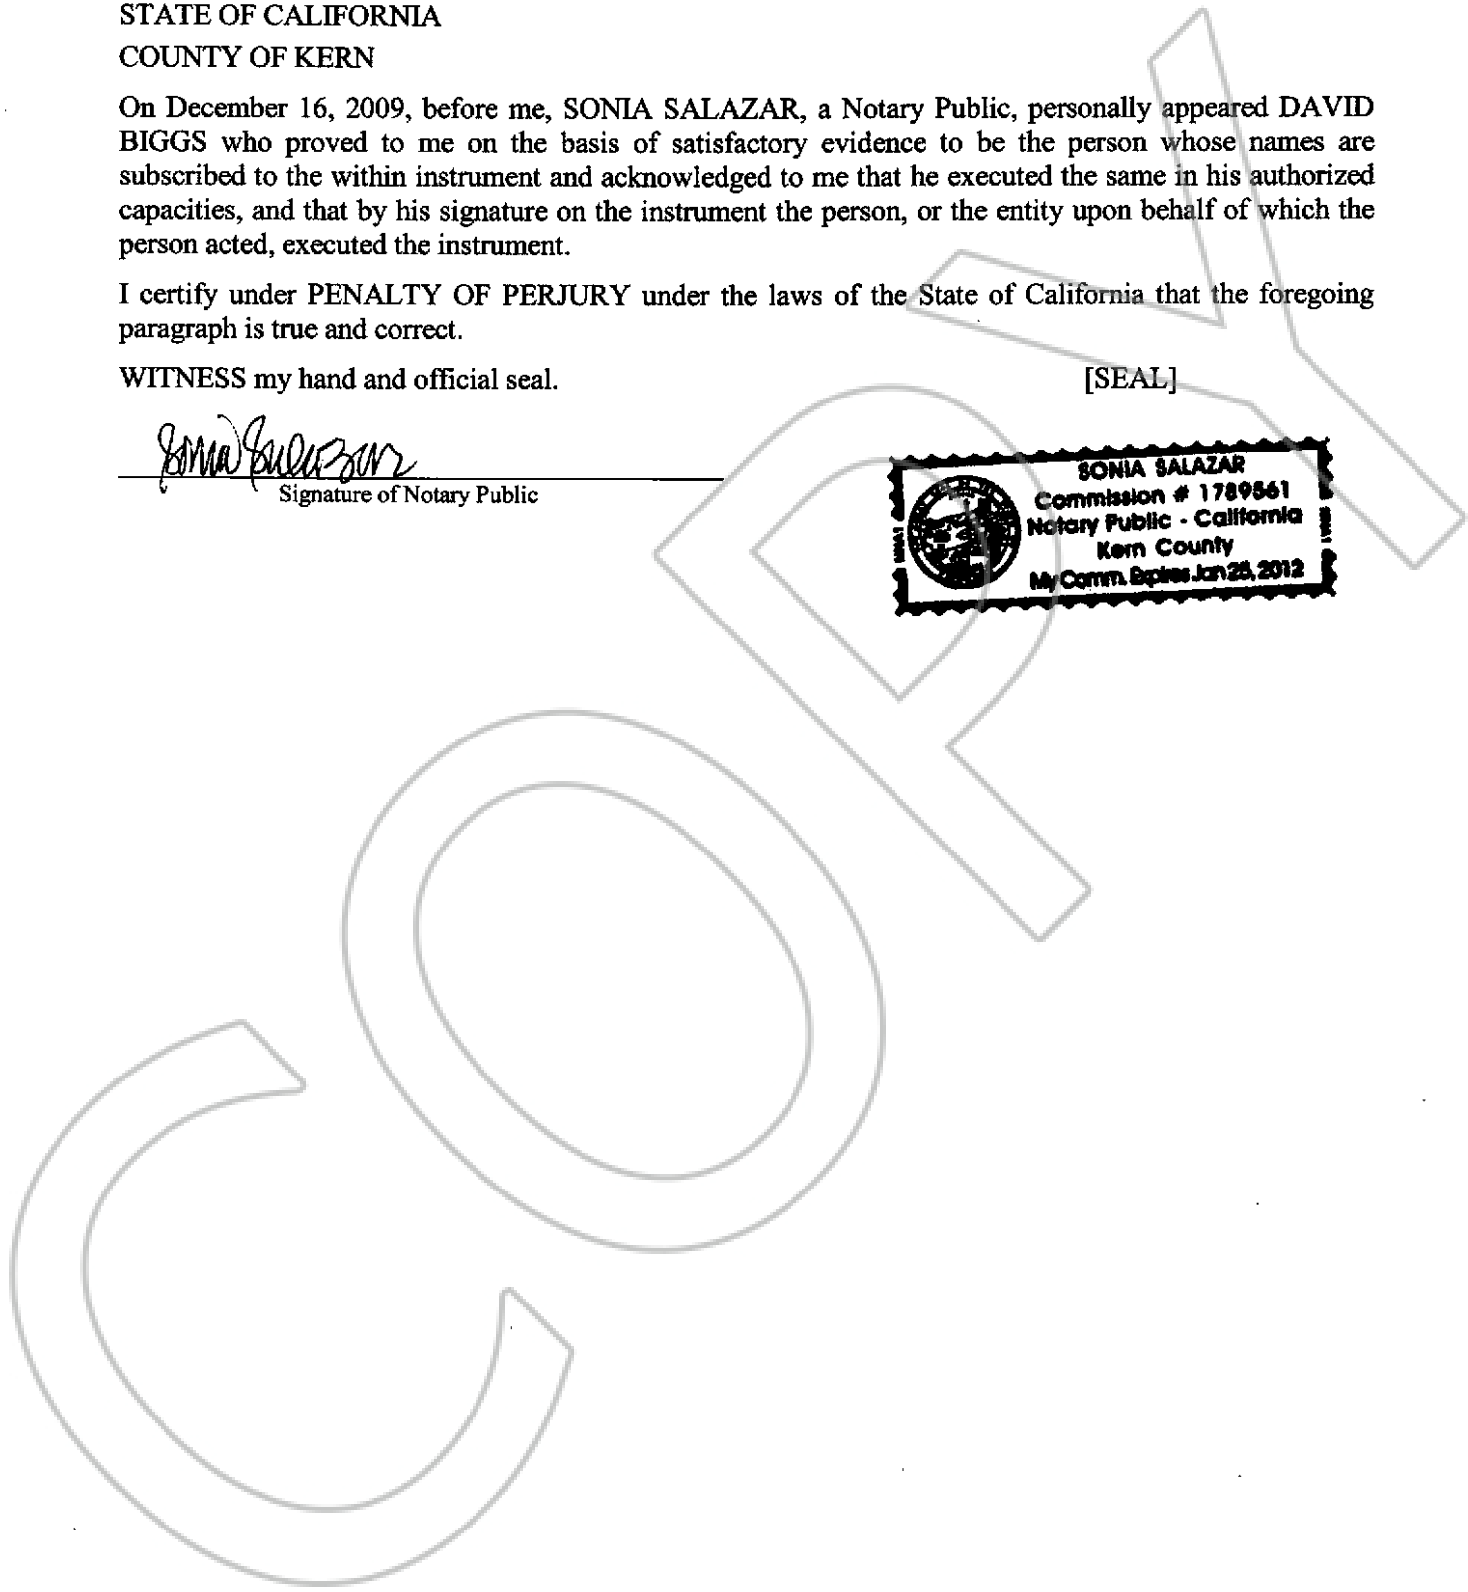 STATE OF CALIFORNIA
COUNTY OF KERN
On December 16, 2009, before me, SONIA SALAZAR, a Notary Public, personally appeared DAVID
BIGGS who proved to me on the basis of satisfactory evidence to be the person whose names are
subscribed to the within instrument and acknowledged to me that he executed the same in his authorized
capacities, and that by his signature on the instrument the person, or the entity upon behalf of which the
person acted, executed the instrument.
I certify under PENALTY OF PERJURY under the laws of the State of California that the foregoing
paragraph is true and correct.
WITNESS my hand and official seal. [SEAL]
Sonia Salazar
Signature of Notary Public
SONIA SALAZAR
Commission # 1789561
Notary Public - California
Kern County
My Comm. Expires Jan 25, 2012
COPY